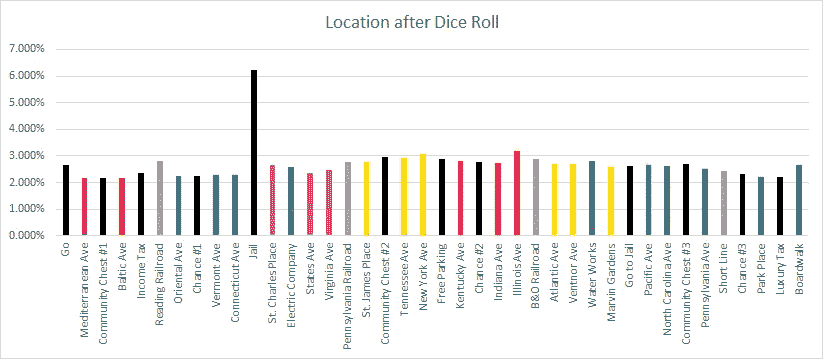 Location after Dice Roll
7.000%
6.000%
5.000%
4.000%
3.000%
2.000%
1.000%
0.000%
Go
Mediterranean Ave
Community Chest #1
Baltic Ave
Income Tax
Reading Railroad
Oriental Ave
Chance #1
Vermont Ave
Connecticut Ave
Jail
St. Charles Place
Electric Company
States Ave
Virginia Ave
Pennsylvania Railroad
St. James Place
Community Chest #2
Tennessee Ave
New York Ave
Free Parking
Kentucky Ave
Chance #2
Indiana Ave
Illinois Ave
B&O Railroad
Atlantic Ave
Ventnor Ave
Water Works
Marvin Gardens
Go to Jail
Pacific Ave
North Carolina Ave
Community Chest #3
Pennsylvania Ave
Short Line
Chance #3
Park Place
Luxury Tax
Boardwalk